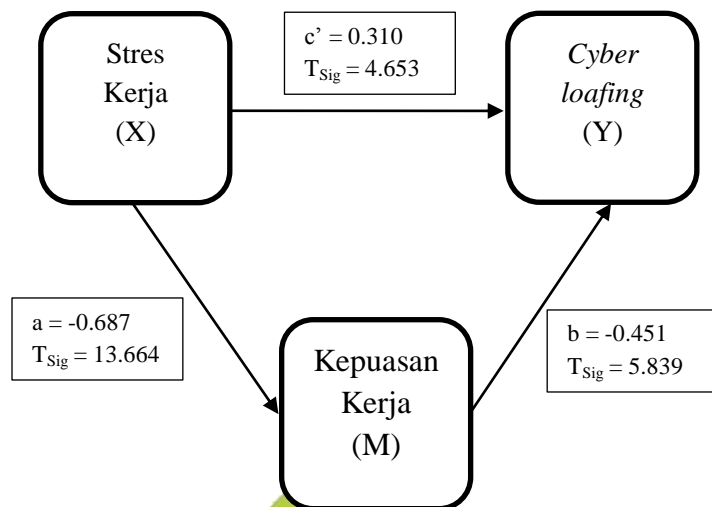 Stres
Kerja
(X)
c’ = 0.310
TSig = 4.653
Cyber
loafing
(Y)
a = -0.687
TSig = 13.664
Kepuasan
Kerja
(M)
b = -0.451
TSig = 5.839